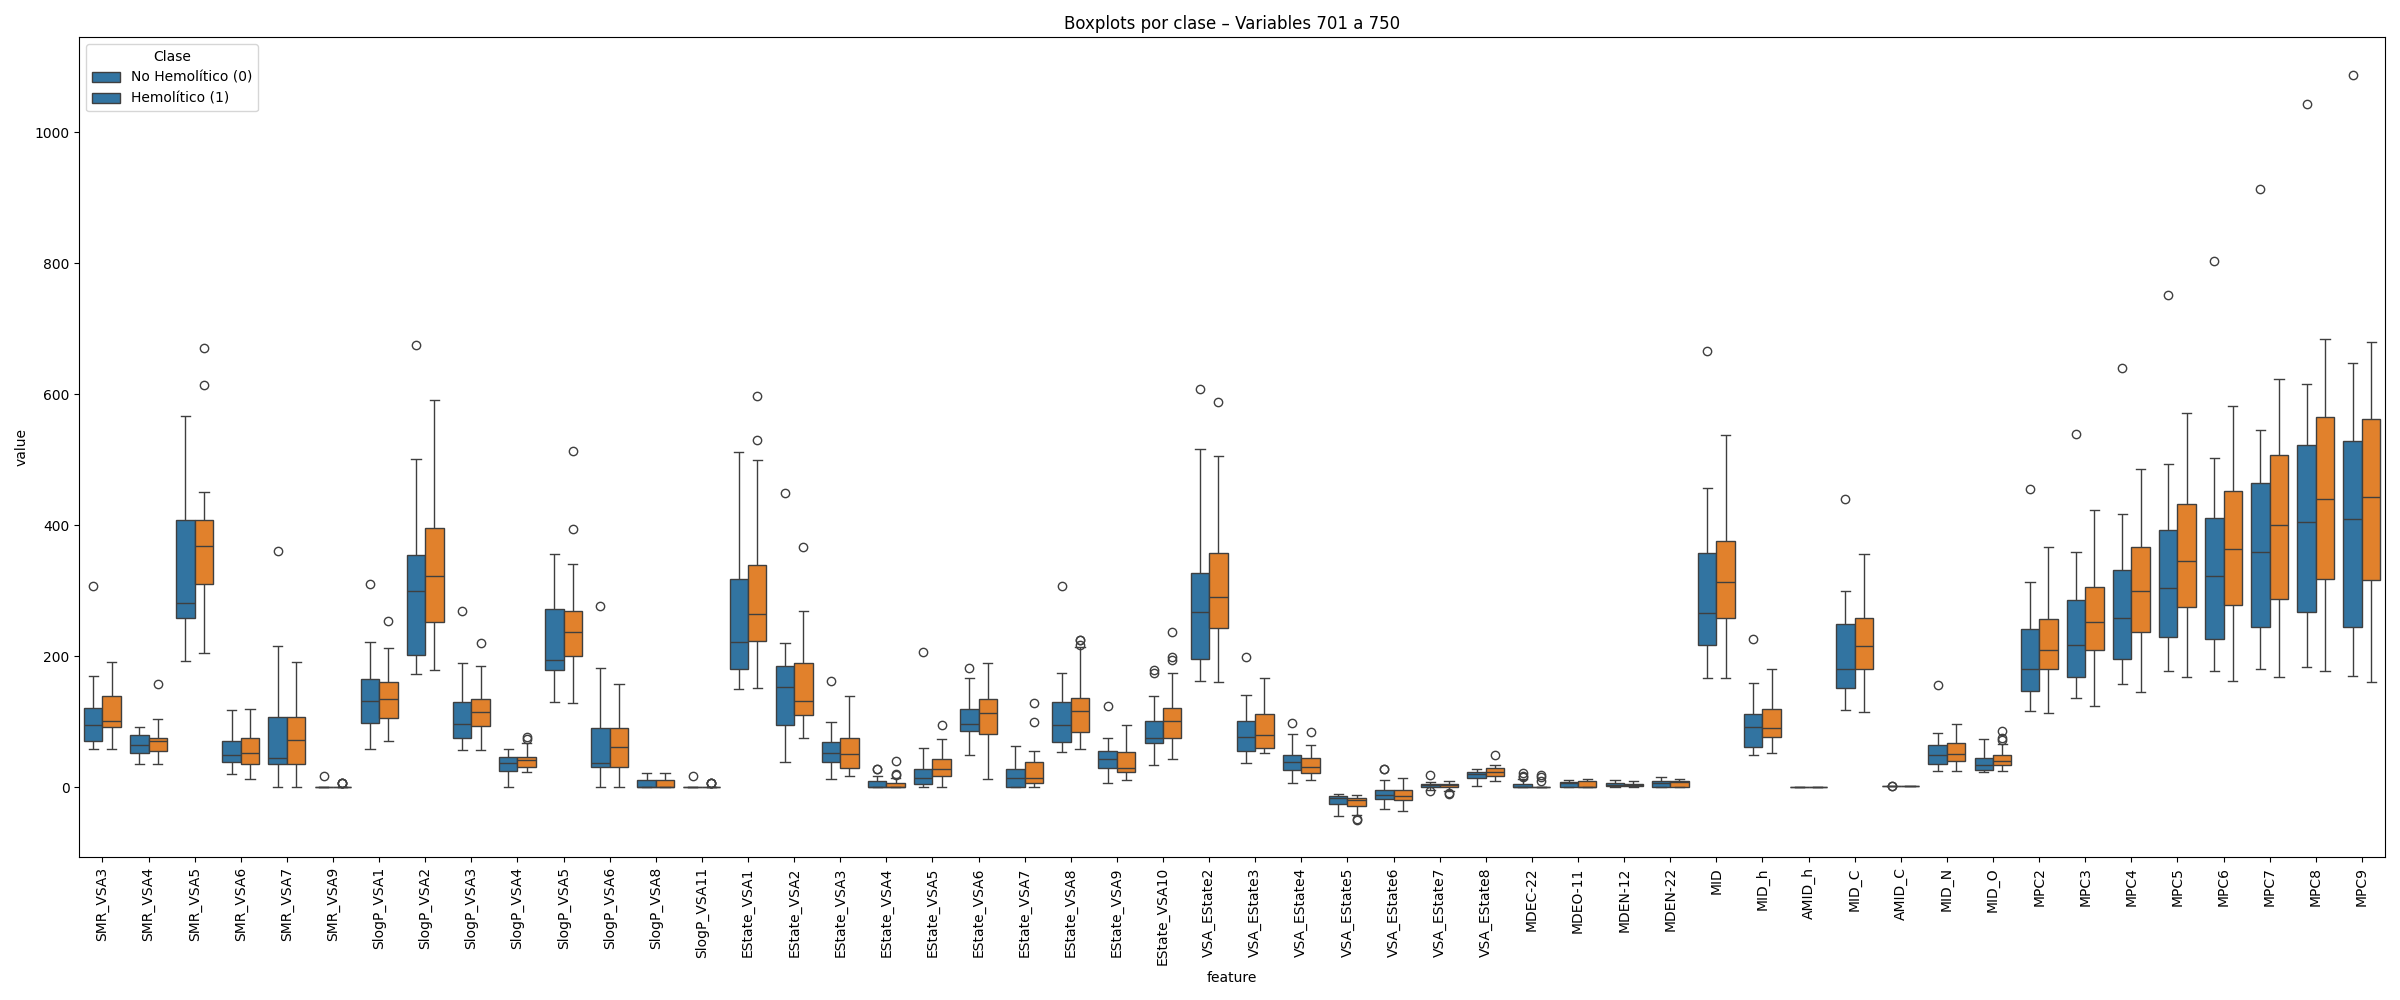 Boxplots por clase – Variables 701 a 750
Clase
No Hemolítico (0)
Hemolítico (1)
value
1000
800
600
400
200
0
SMR_VSA3
SMR_VSA4
SMR_VSA5
SMR_VSA6
SMR_VSA7
SMR_VSA9
SlogP_VSA1
SlogP_VSA2
SlogP_VSA3
SlogP_VSA4
SlogP_VSA5
SlogP_VSA6
SlogP_VSA8
SlogP_VSA11
EState_VSA1
EState_VSA2
EState_VSA3
EState_VSA4
EState_VSA5
EState_VSA6
EState_VSA7
EState_VSA8
EState_VSA9
EState_VSA10
VSA_EState2
VSA_EState3
VSA_EState4
VSA_EState5
VSA_EState6
VSA_EState7
VSA_EState8
MDEC-22
MDEO-11
MDEN-12
MDEN-22
MID
MID_h
AMID_h
MID_C
AMID_C
MID_N
MID_O
MPC2
MPC3
MPC4
MPC5
MPC6
MPC7
MPC8
MPC9
feature